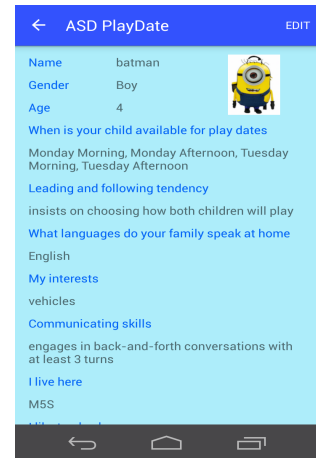 ASD PlayDate EDIT
Name batman
Gender Boy
Age 4
When is your child available for play dates
Monday Morning, Monday Afternoon, Tuesday
Morning, Tuesday Afternoon
Leading and following tendency
insists on choosing how both children will play
What languages do your family speak at home
English
My interests
vehicles
Communicating skills
engages in back-and-forth conversations with
at least 3 turns
I live here
M5S